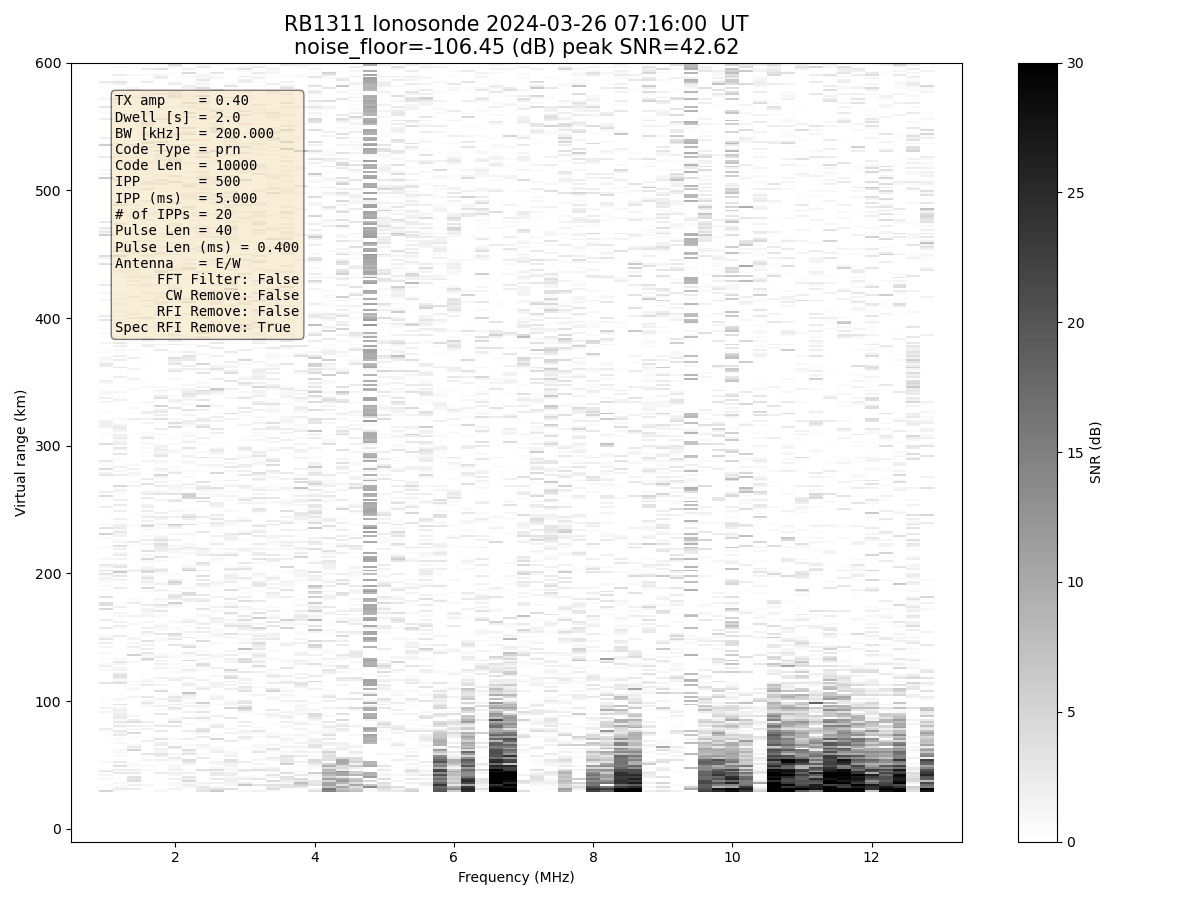 RB1311 Ionosonde 2024-03-26 07:16:00  UT
noise_floor=-106.45 (dB) peak SNR=42.62
TX amp    = 0.40
Dwell [s] = 2.0
BW [kHz]  = 200.000
Code Type = prn
Code Len  = 10000
IPP       = 500
IPP (ms)  = 5.000
# of IPPs = 20
Pulse Len = 40
Pulse Len (ms) = 0.400
Antenna   = E/W
FFT Filter: False
CW Remove: False
RFI Remove: False
Spec RFI Remove: True
Virtual range (km)
600
500
400
300
200
100
0
2
4
6
8
10
12
Frequency (MHz)
30
25
20
15
10
5
0
SNR (dB)